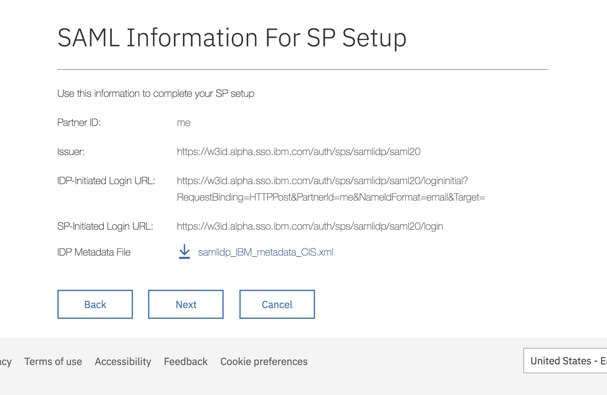 SAML Information For SP Setup
Use this information to complete your SP setup
Partner ID: me
Issuer: https://w3id.alpha.sso.ibm.com/auth/sps/samlidp/saml20
IDP-Initiated Login URL: https://w3id.alpha.sso.ibm.com/auth/sps/samlidp/saml20/logininitial?
RequestBinding=HTTPPost&PartnerId=me&NameIdFormat=email&Target=
SP-Initiated Login URL: https://w3id.alpha.sso.ibm.com/auth/sps/samlidp/saml20/login
IDP Metadata File samlidp_IBM_metadata_CIS.xml
Back Next Cancel
Terms of use Accessibility Feedback Cookie preferences United States -